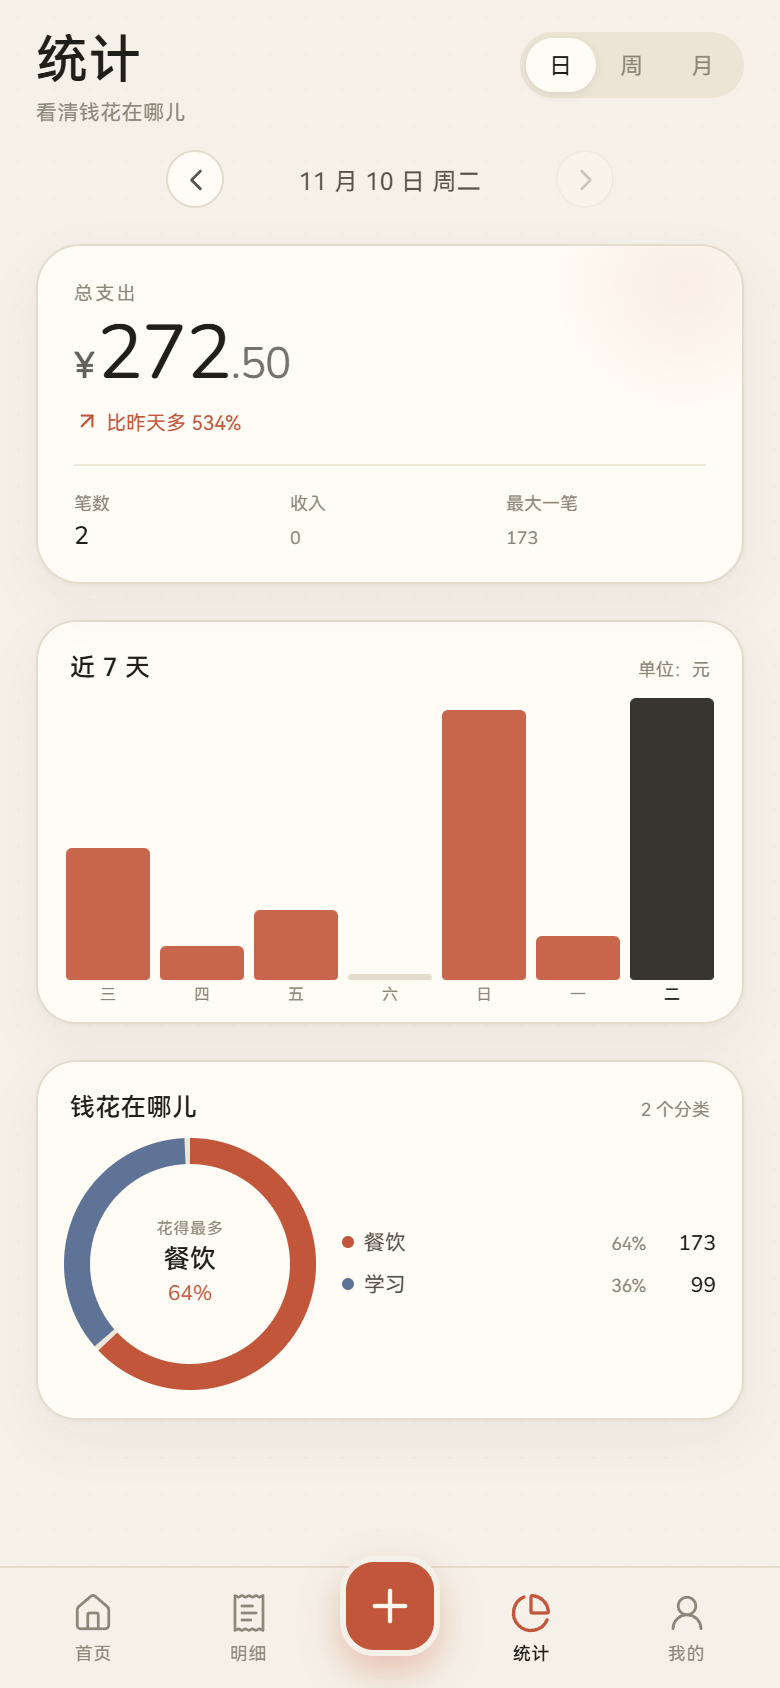 统计
日 周 月
看清钱花在哪儿
11 月 10 日 周二
总支出
¥272.50
比昨天多 534%
笔数 收入 最大一笔
2 0 173
近 7 天 单位：元
三 四 五 六 日 一 二
钱花在哪儿 2 个分类
花得最多
餐饮
64%
餐饮 64% 173
学习 36% 99
首页 明细 统计 我的